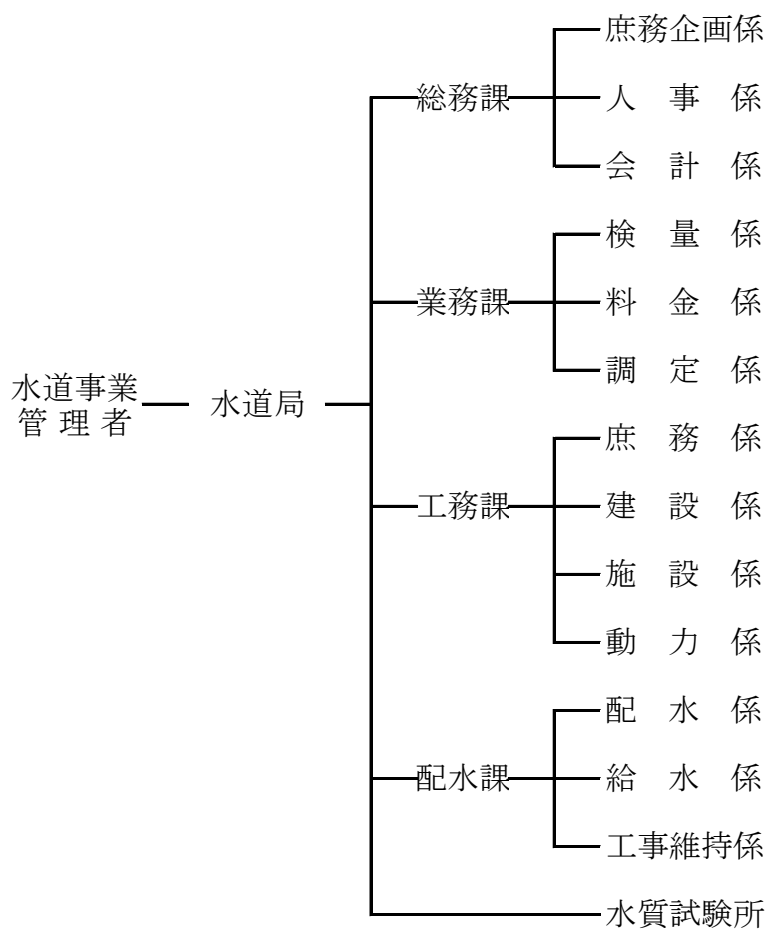 水道事業
管理者
水道局
総務課
庶務企画係
人事係
会計係
業務課
検量係
料金係
調定係
工務課
庶務係
建設係
施設係
動力係
配水課
配水係
給水係
工事維持係
水質試験所